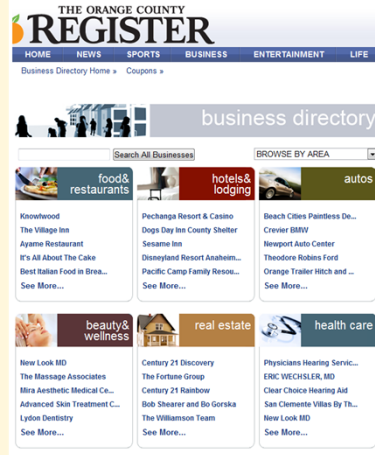 THE ORANGE COUNTY
REGISTER
HOME NEWS SPORTS BUSINESS ENTERTAINMENT LIFE
Business Directory Home » Coupons »
business directory
Search All Businesses BROWSE BY AREA
food& restaurants
Knowlwood
The Village Inn
Ayame Restaurant
It's All About The Cake
Best Italian Food in Brea...
See More...
hotels& lodging
Pechanga Resort & Casino
Dogs Day Inn County Shelter
Sesame Inn
Disneyland Resort Anaheim...
Pacific Camp Family Resou...
See More...
autos
Beach Cities Paintless De...
Crevier BMW
Newport Auto Center
Theodore Robins Ford
Orange Trailer Hitch and ...
See More...
beauty& wellness
New Look MD
The Massage Associates
Mira Aesthetic Medical Ce...
Advanced Skin Treatment C...
Lydon Dentistry
See More...
real estate
Century 21 Discovery
The Fortune Group
Century 21 Rainbow
Bob Shearer and Bo Gorska
The Williamson Team
See More...
health care
Physicians Hearing Servic...
ERIC WECHSLER, MD
Clear Choice Hearing Aid
San Clemente Villas By Th...
New Look MD
See More...